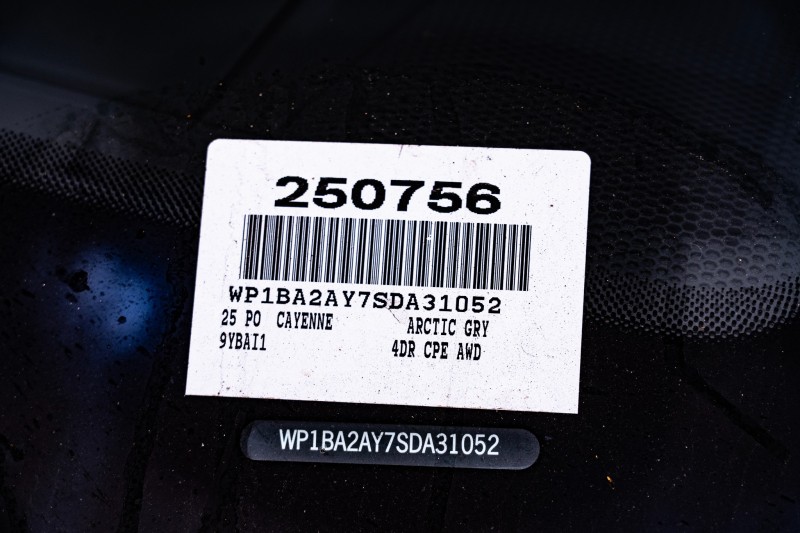 250756
WP1BA2AY7SDA31052
25 PO CAYENNE ARCTIC GRY
9YBAI1 4DR CPE AWD
WP1BA2AY7SDA31052